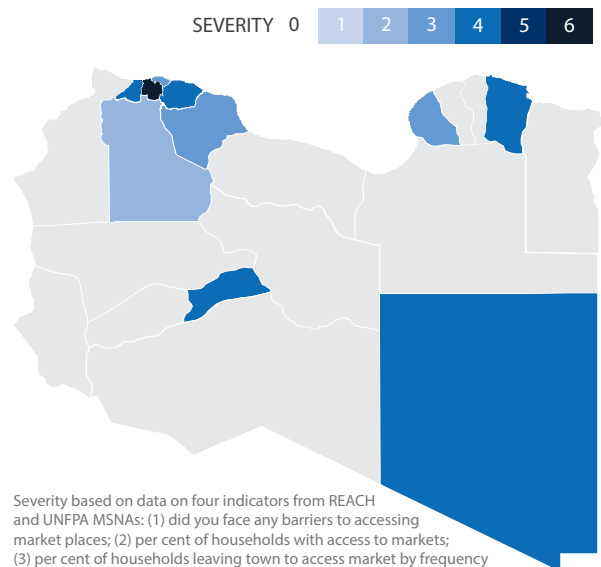 SEVERITY 0 1 2 3 4 5 6
Severity based on data on four indicators from REACH
and UNFPA MSNAs: (1) did you face any barriers to accessing
market places; (2) per cent of households with access to markets;
(3) per cent of households leaving town to access market by frequency